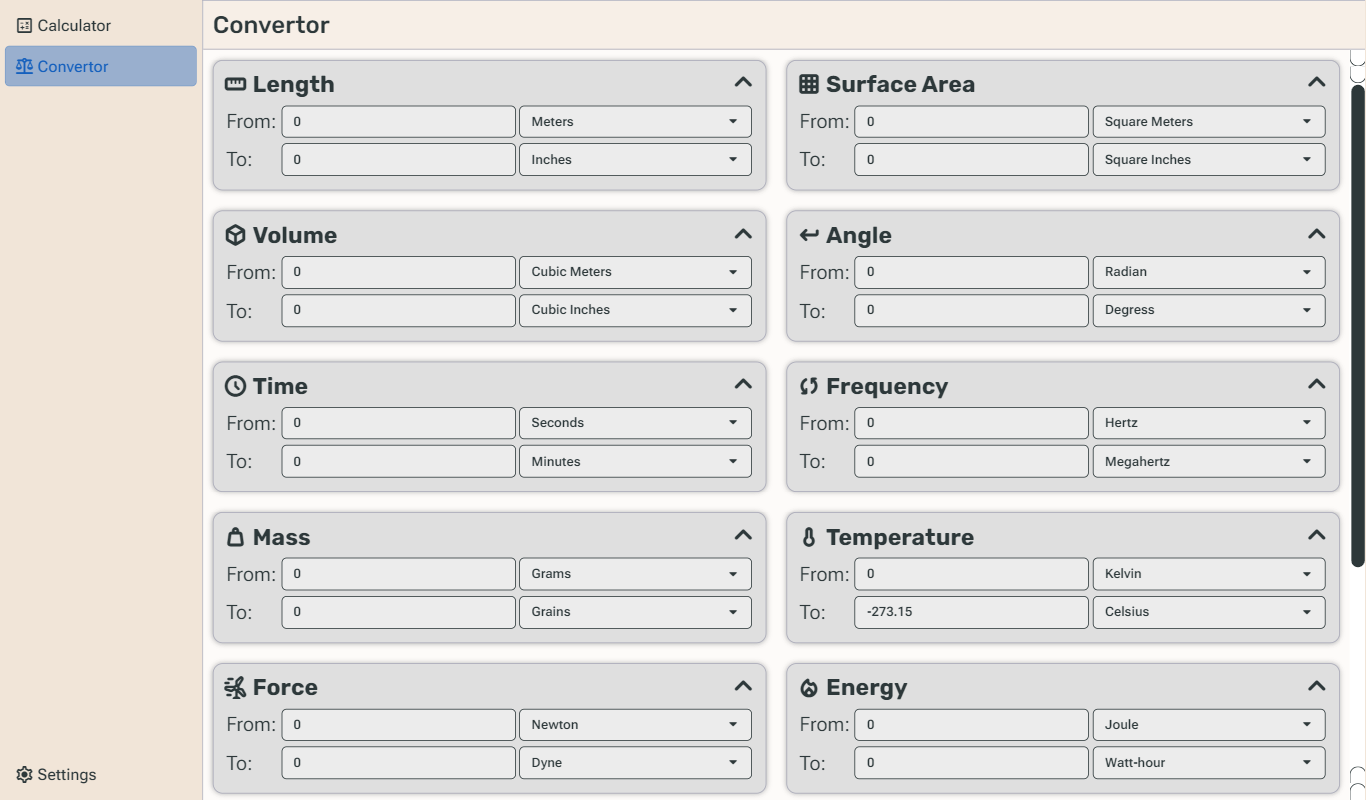 Calculator
Convertor
Settings
Convertor
Length
From: 0 Meters
To: 0 Inches
Surface Area
From: 0 Square Meters
To: 0 Square Inches
Volume
From: 0 Cubic Meters
To: 0 Cubic Inches
Angle
From: 0 Radian
To: 0 Degress
Time
From: 0 Seconds
To: 0 Minutes
Frequency
From: 0 Hertz
To: 0 Megahertz
Mass
From: 0 Grams
To: 0 Grains
Temperature
From: 0 Kelvin
To: -273.15 Celsius
Force
From: 0 Newton
To: 0 Dyne
Energy
From: 0 Joule
To: 0 Watt-hour